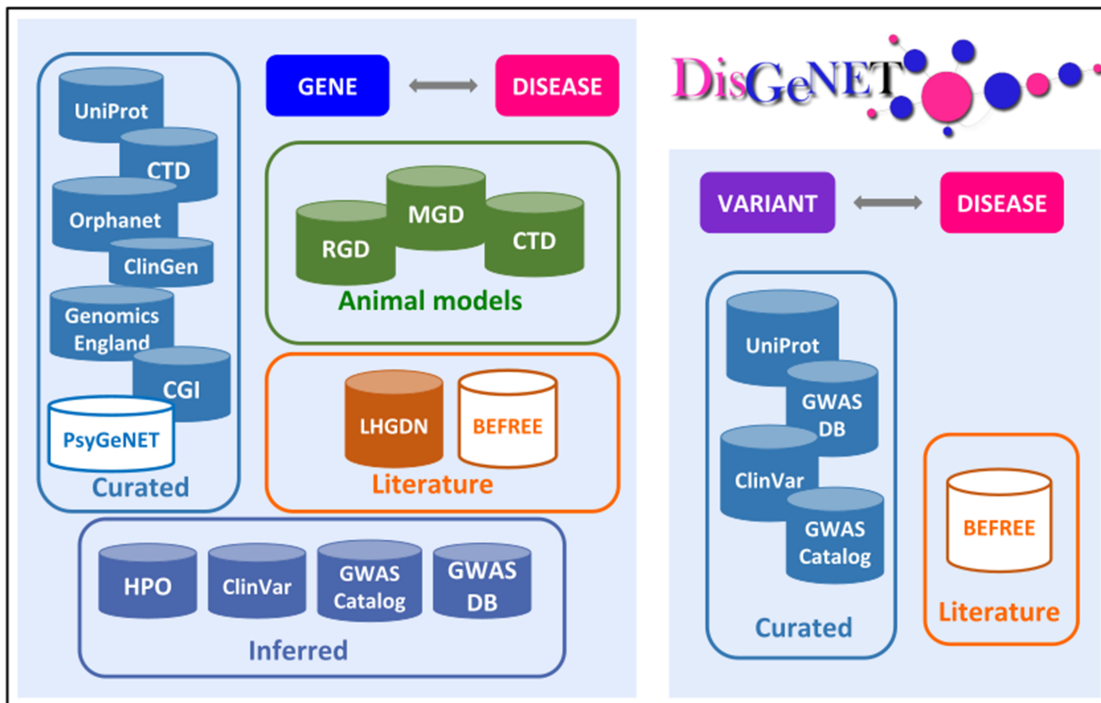 GENE
DISEASE
UniProt
CTD
Orphanet
ClinGen
Genomics
England
CGI
PsyGeNET
Curated
MGD
RGD
CTD
Animal models
LHGDN
BEFREE
Literature
HPO
ClinVar
GWAS
Catalog
GWAS
DB
Inferred
DisGeNET
VARIANT
DISEASE
UniProt
GWAS
DB
ClinVar
GWAS
Catalog
Curated
BEFREE
Literature